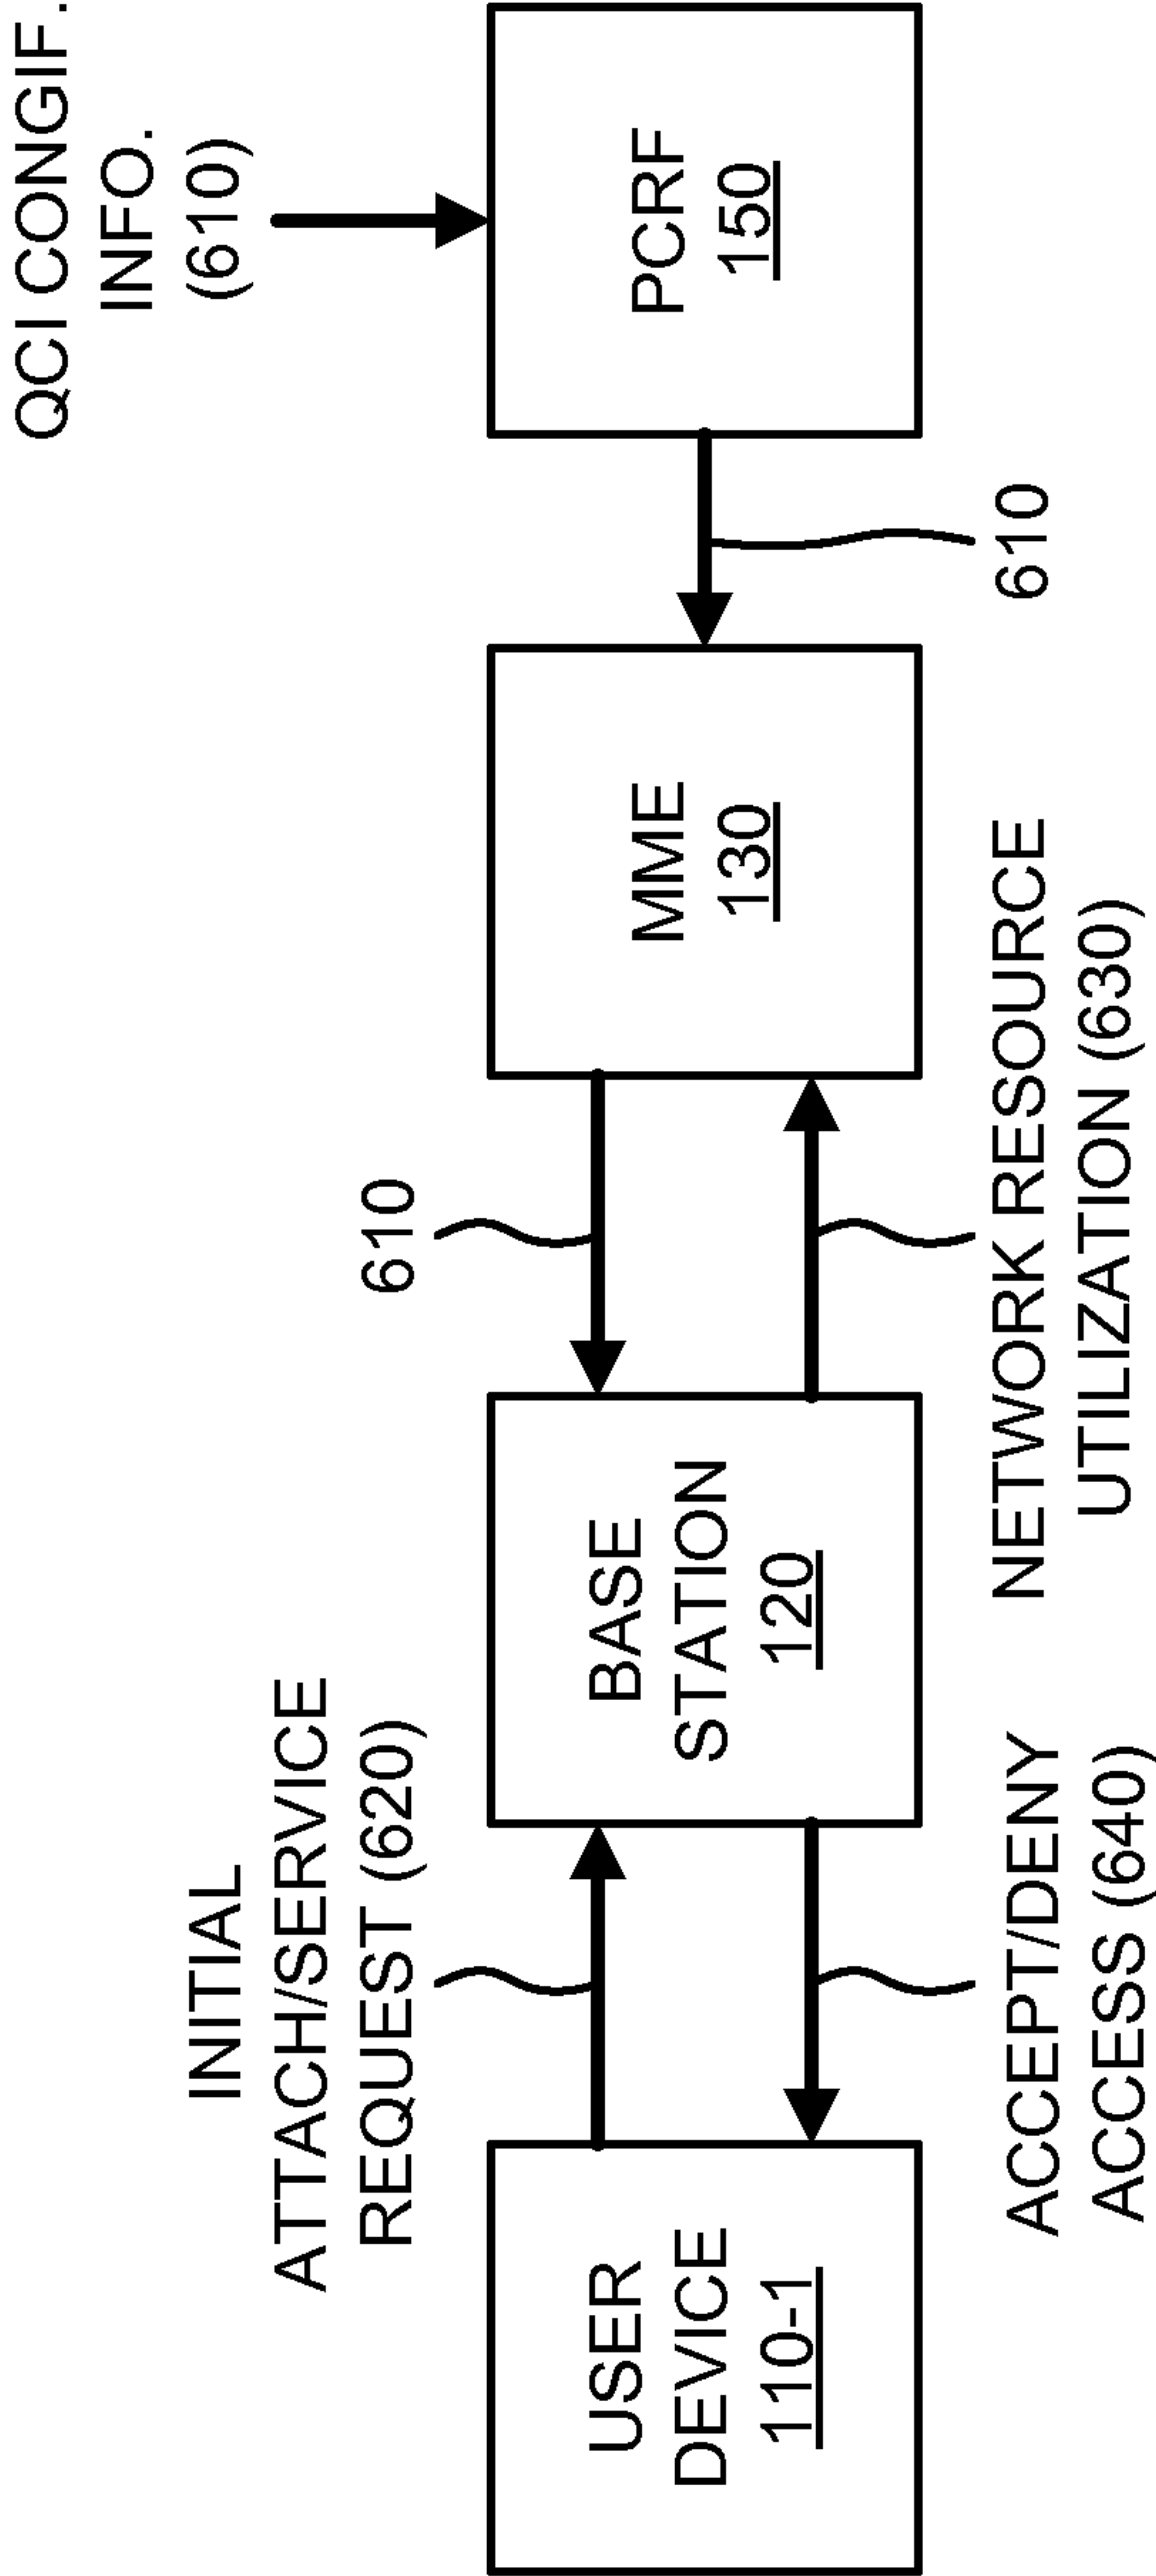 INITIAL
ATTACH/SERVICE
REQUEST (620)
610
QCI CONGIF.
INFO.
(610)
USER
DEVICE
110-1
BASE
STATION
120
MME
130
PCRF
150
ACCEPT/DENY
ACCESS (640)
NETWORK RESOURCE
UTILIZATION (630)
610